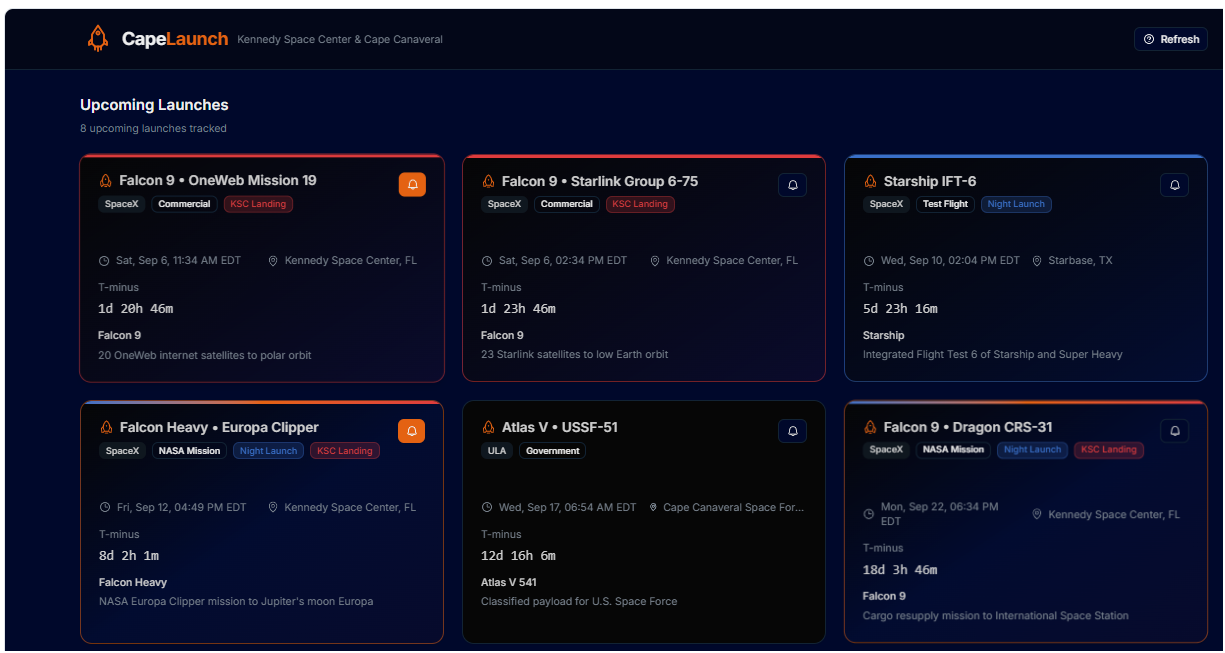 CapeLaunch Kennedy Space Center & Cape Canaveral
Refresh
Upcoming Launches
8 upcoming launches tracked
Falcon 9 • OneWeb Mission 19
SpaceX Commercial KSC Landing
Sat, Sep 6, 11:34 AM EDT Kennedy Space Center, FL
T-minus
1d 20h 46m
Falcon 9
20 OneWeb internet satellites to polar orbit
Falcon 9 • Starlink Group 6-75
SpaceX Commercial KSC Landing
Sat, Sep 6, 02:34 PM EDT Kennedy Space Center, FL
T-minus
1d 23h 46m
Falcon 9
23 Starlink satellites to low Earth orbit
Starship IFT-6
SpaceX Test Flight Night Launch
Wed, Sep 10, 02:04 PM EDT Starbase, TX
T-minus
5d 23h 16m
Starship
Integrated Flight Test 6 of Starship and Super Heavy
Falcon Heavy • Europa Clipper
SpaceX NASA Mission Night Launch KSC Landing
Fri, Sep 12, 04:49 PM EDT Kennedy Space Center, FL
T-minus
8d 2h 1m
Falcon Heavy
NASA Europa Clipper mission to Jupiter's moon Europa
Atlas V • USSF-51
ULA Government
Wed, Sep 17, 06:54 AM EDT Cape Canaveral Space For...
T-minus
12d 16h 6m
Atlas V 541
Classified payload for U.S. Space Force
Falcon 9 • Dragon CRS-31
SpaceX NASA Mission Night Launch KSC Landing
Mon, Sep 22, 06:34 PM
EDT
Kennedy Space Center, FL
T-minus
18d 3h 46m
Falcon 9
Cargo resupply mission to International Space Station